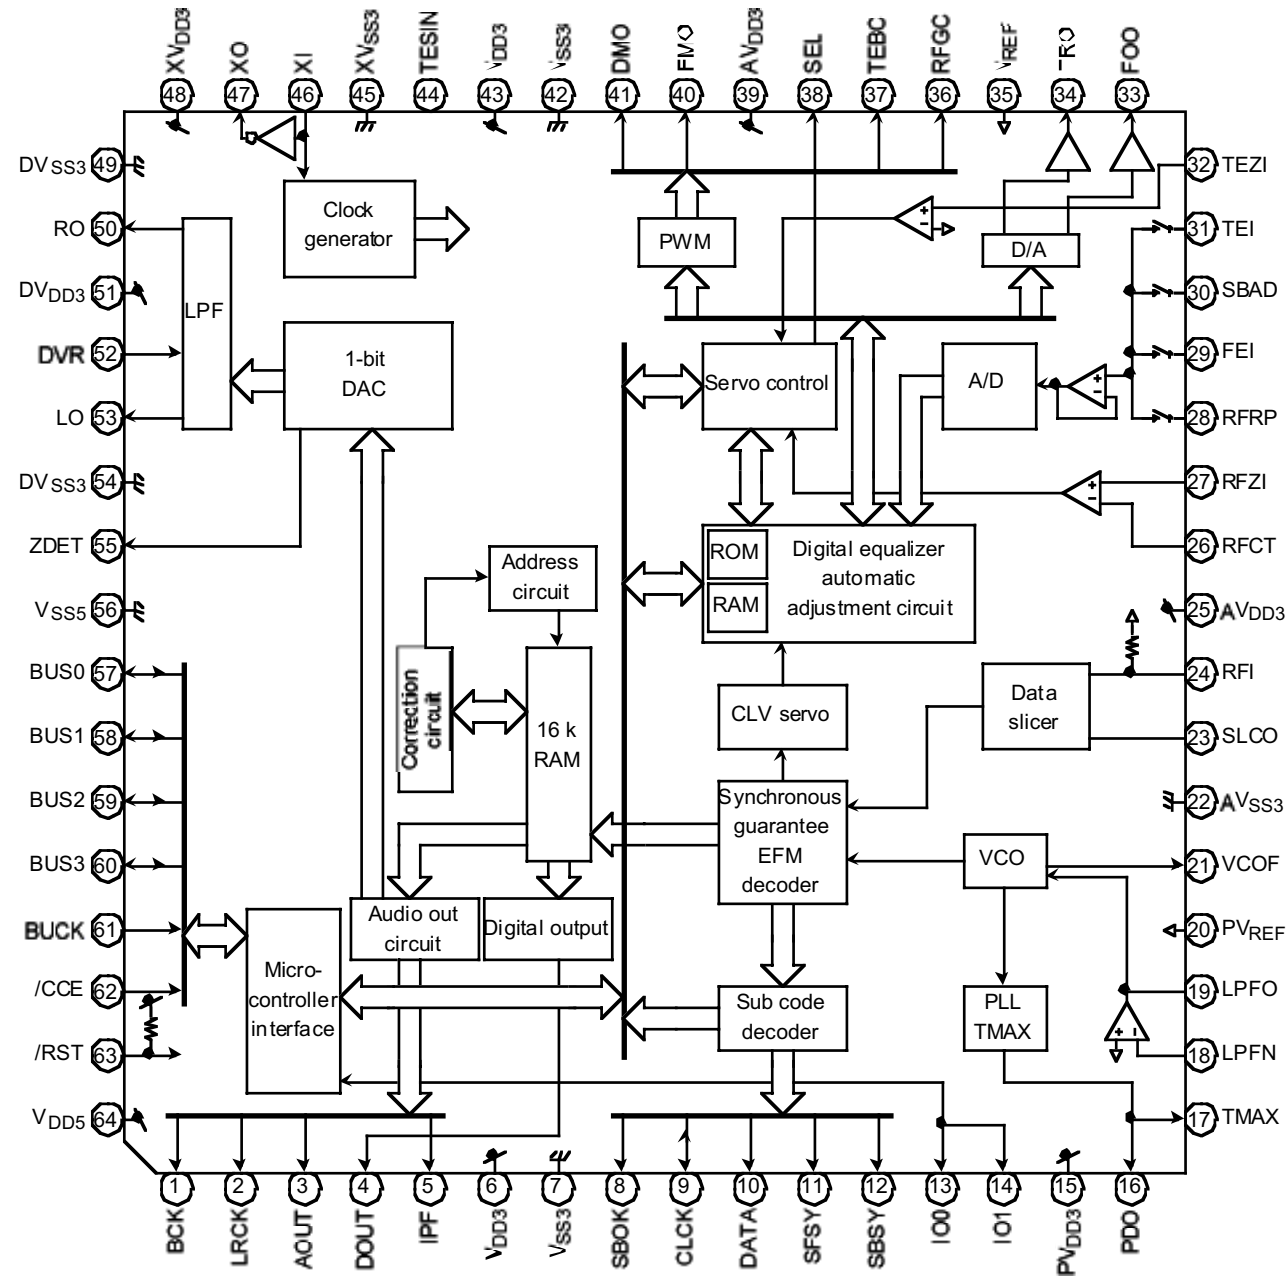 XVDD3
XO
XI
XVSS3
TESIN
VDD3
VSS3
DMO
FMO
AVDD3
SEL
TEBC
RFGC
VREF
TRO
FOO
48 47 46 45 44 43 42 41 40 39 38 37 36 35 34 33
DVSS3 49
RO 50
DVDD3 51
DVR 52
LO 53
DVSS3 54
ZDET 55
VSS5 56
BUS0 57
BUS1 58
BUS2 59
BUS3 60
BUCK 61
/CCE 62
/RST 63
VDD5 64
Clock
generator
LPF
1-bit
DAC
PWM
D/A
Servo control
A/D
+
-
+
-
+
-
ROM
RAM
Digital equalizer
automatic
adjustment circuit
Address
circuit
Correction
circuit
16 k
RAM
CLV servo
Data
slicer
Synchronous
guarantee
EFM
decoder
VCO
Audio out
circuit
Digital output
Micro-
controller
interface
Sub code
decoder
PLL
TMAX
+
-
32 TEZI
31 TEI
30 SBAD
29 FEI
28 RFRP
27 RFZI
26 RFCT
25 AVDD3
24 RFI
23 SLCO
22 AVSS3
21 VCOF
20 PVREF
19 LPFO
18 LPFN
17 TMAX
1 2 3 4 5 6 7 8 9 10 11 12 13 14 15 16
BCK
LRCK
AOUT
DOUT
IPF
VDD3
VSS3
SBOK
CLCK
DATA
SFSY
SBSY
IO0
IO1
PVDD3
PDO